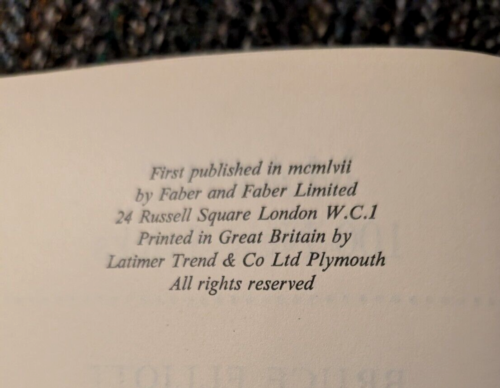 First published in mcmlvii
by Faber and Faber Limited
24 Russell Square London W.C.1
Printed in Great Britain by
Latimer Trend & Co Ltd Plymouth
All rights reserved